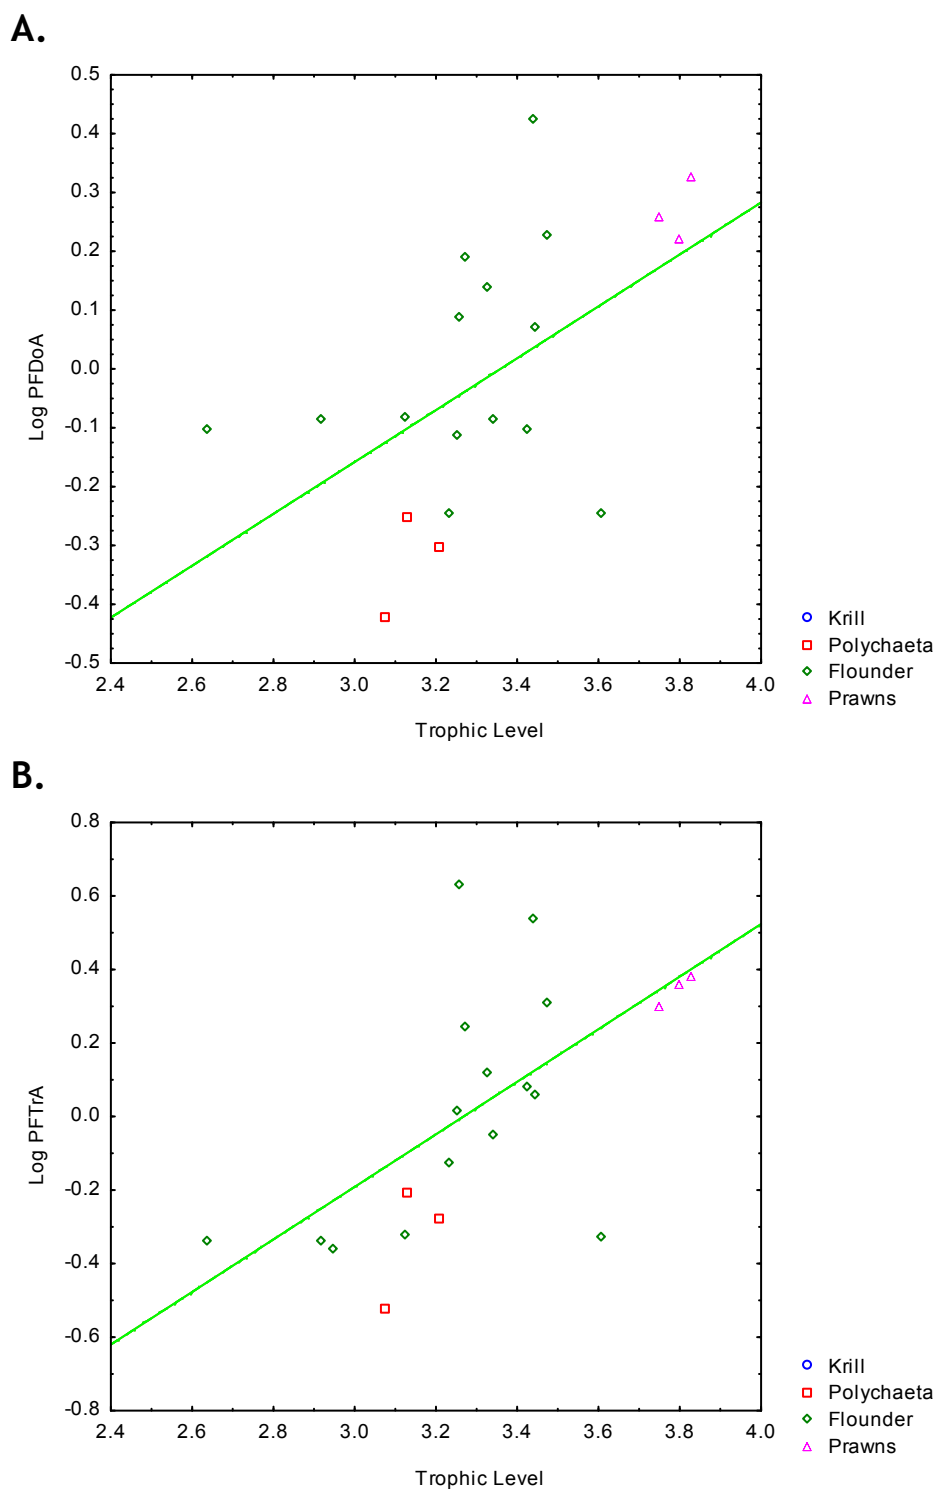 A.
0.5
0.4
0.3
0.2
0.1
0.0
-0.1
-0.2
-0.3
-0.4
-0.5
Log PFDoA
2.4 2.6 2.8 3.0 3.2 3.4 3.6 3.8 4.0
Trophic Level
Krill
Polychaeta
Flounder
Prawns
B.
0.8
0.6
0.4
0.2
0.0
-0.2
-0.4
-0.6
-0.8
Log PFTrA
2.4 2.6 2.8 3.0 3.2 3.4 3.6 3.8 4.0
Trophic Level
Krill
Polychaeta
Flounder
Prawns